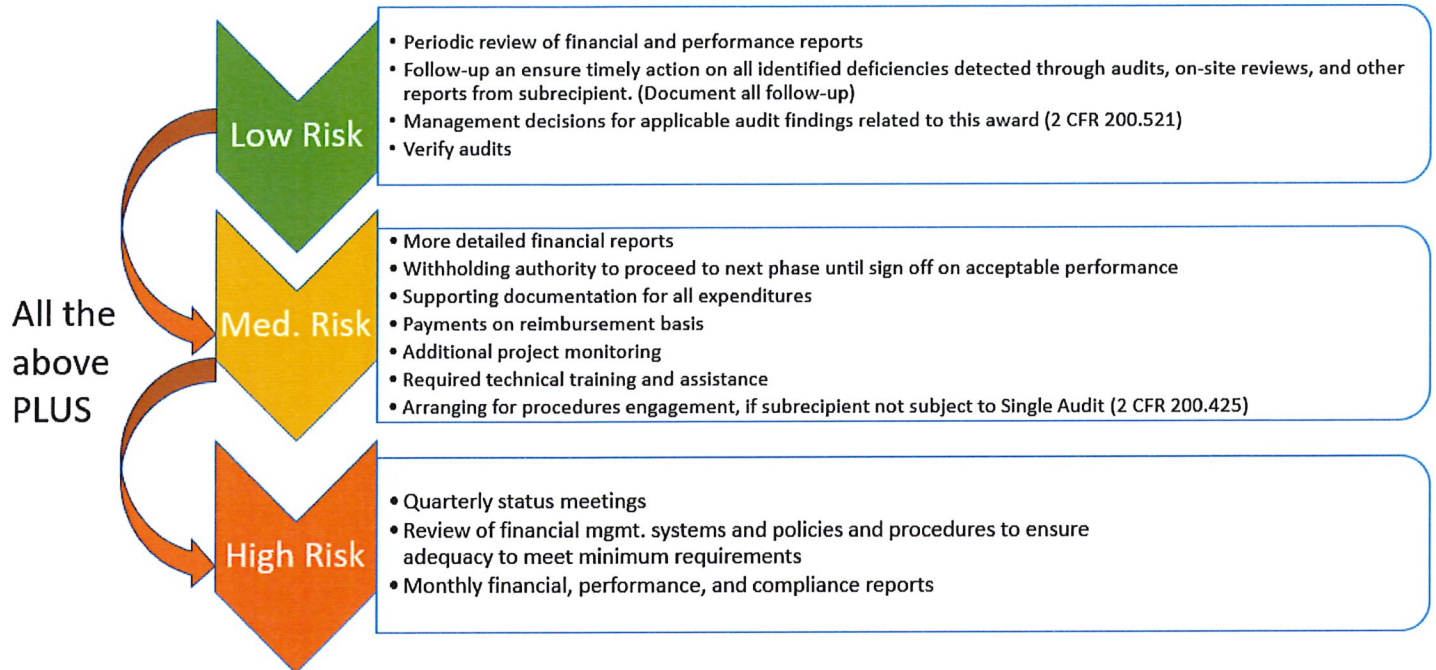 • Periodic review of financial and performance reports
• Follow-up an ensure timely action on all identified deficiencies detected through audits, on-site reviews, and other
reports from subrecipient. (Document all follow-up)
• Management decisions for applicable audit findings related to this award (2 CFR 200.521)
• Verify audits
Low Risk
• More detailed financial reports
• Withholding authority to proceed to next phase until sign off on acceptable performance
• Supporting documentation for all expenditures
• Payments on reimbursement basis
• Additional project monitoring
• Required technical training and assistance
• Arranging for procedures engagement, if subrecipient not subject to Single Audit (2 CFR 200.425)
Med. Risk
All the
above
PLUS
• Quarterly status meetings
• Review of financial mgmt. systems and policies and procedures to ensure
adequacy to meet minimum requirements
• Monthly financial, performance, and compliance reports
High Risk